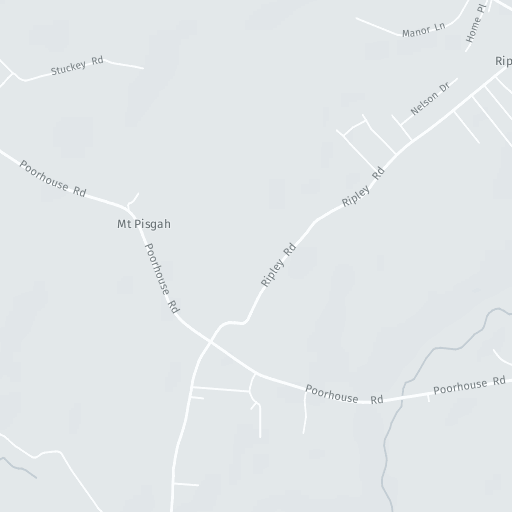 Home Pl
Manor Ln
Rip
Stuckey Rd
Nelson Dr
Poorhouse Rd
Ripley Rd
Mt Pisgah
Ripley Rd
Poorhouse Rd
Poorhouse Rd
Poorhouse Rd